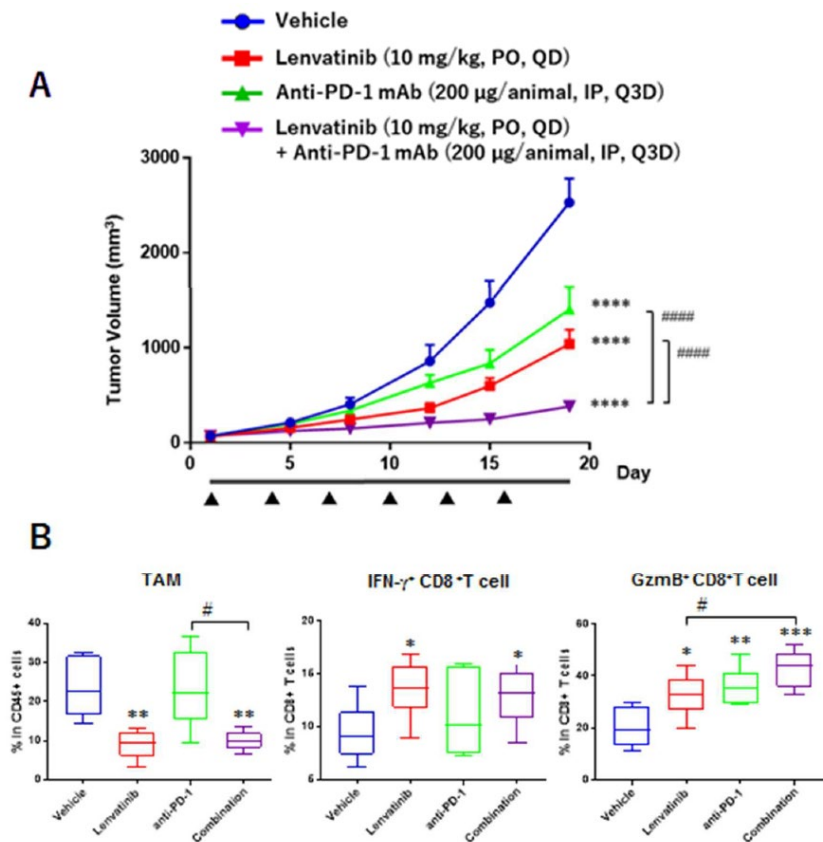 Vehicle
Lenvatinib (10 mg/kg, PO, QD)
A
Anti-PD-1 mAb (200 µg/animal, IP, Q3D)
Lenvatinib (10 mg/kg, PO, QD)
+ Anti-PD-1 mAb (200 µg/animal, IP, Q3D)
Tumor Volume (mm³)
3000
2000
1000
0
0 5 10 15 20
Day
****
****
****
####
####
B
TAM
% in CD45+ cells
40
30
20
10
0
**
#
**
Vehicle
Lenvatinib
anti-PD-1
Combination
IFN-γ⁺ CD8⁺T cell
% in CD8+ T cells
20
15
10
5
*
*
Vehicle
Lenvatinib
anti-PD-1
Combination
GzmB⁺ CD8⁺T cell
% in CD8+ T cells
60
40
20
0
#
*
**
***
Vehicle
Lenvatinib
anti-PD-1
Combination